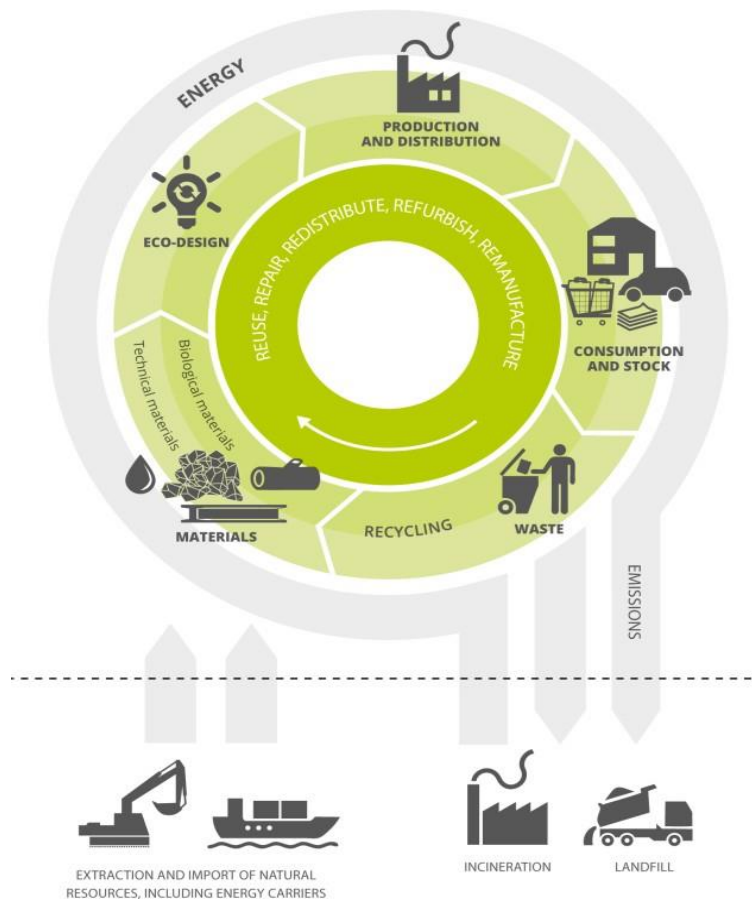 ENERGY
PRODUCTION
AND DISTRIBUTION
ECO-DESIGN
REUSE, REPAIR, REDISTRIBUTE, REFURBISH, REMANUFACTURE
CONSUMPTION
AND STOCK
Technical materials
Biological materials
MATERIALS
RECYCLING
WASTE
EMISSIONS
EXTRACTION AND IMPORT OF NATURAL
RESOURCES, INCLUDING ENERGY CARRIERS
INCINERATION
LANDFILL